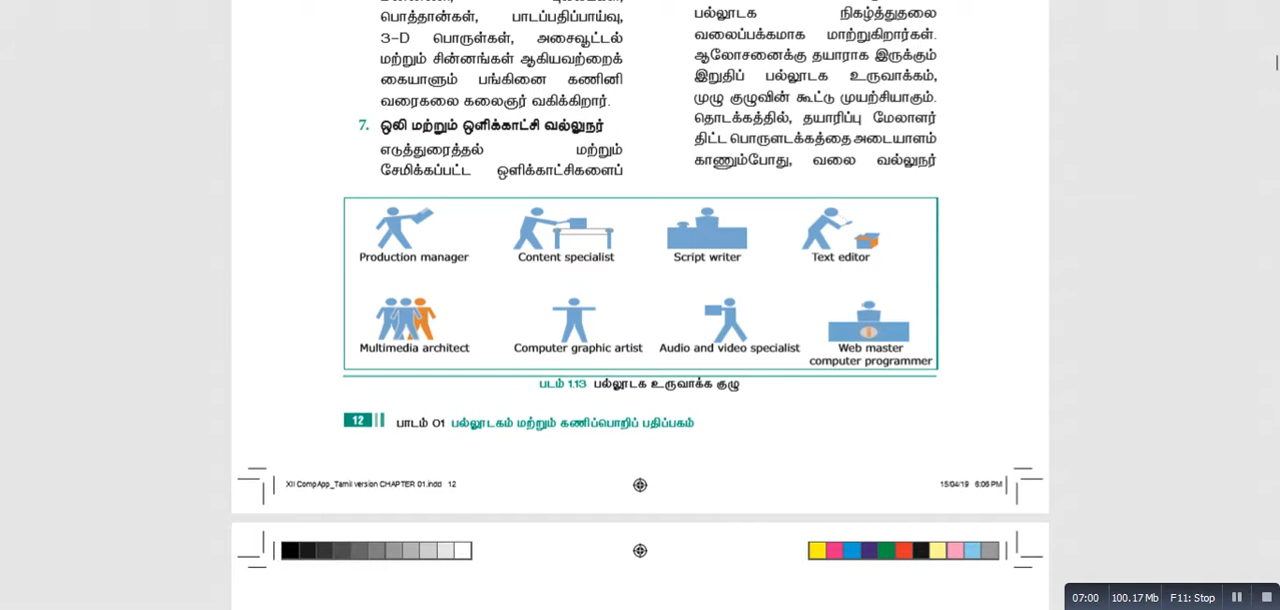 பொத்தான்கள், பாடப்பதிப்பாய்வு,
3-D பொருள்கள், அசைவூட்டல்
மற்றும் சின்னங்கள் ஆகியவற்றைக்
கையாளும் பங்கினை கணினி
வரைகலை கலைஞர் வகிக்கிறார்.
7. ஒலி மற்றும் ஒளிக்காட்சி வல்லுநர்
எடுத்துரைத்தல் மற்றும்
சேமிக்கப்பட்ட ஒளிக்காட்சிகளைப்
பல்லூடக நிகழ்த்துதலை
வலைப்பக்கமாக மாற்றுகிறார்கள்.
ஆலோசனைக்கு தயாராக இருக்கும்
இறுதிப் பல்லூடக உருவாக்கம்,
முழு குழுவின் கூட்டு முயற்சியாகும்.
தொடக்கத்தில், தயாரிப்பு மேலாளர்
திட்ட பொருளடக்கத்தை அடையாளம்
காணும்போது, வலை வல்லுநர்
Production manager Content specialist Script writer Text editor
Multimedia architect Computer graphic artist Audio and video specialist Web master
computer programmer
படம் 1.13 பல்லூடக உருவாக்க குழு
12 பாடம் 01 பல்லூடகம் மற்றும் கணிப்பொறிப் பதிப்பகம்
XII CompApp_Tamil version CHAPTER 01.indd 12 15/04/19 6:06 PM
07:00 100.17 Mb F11: Stop